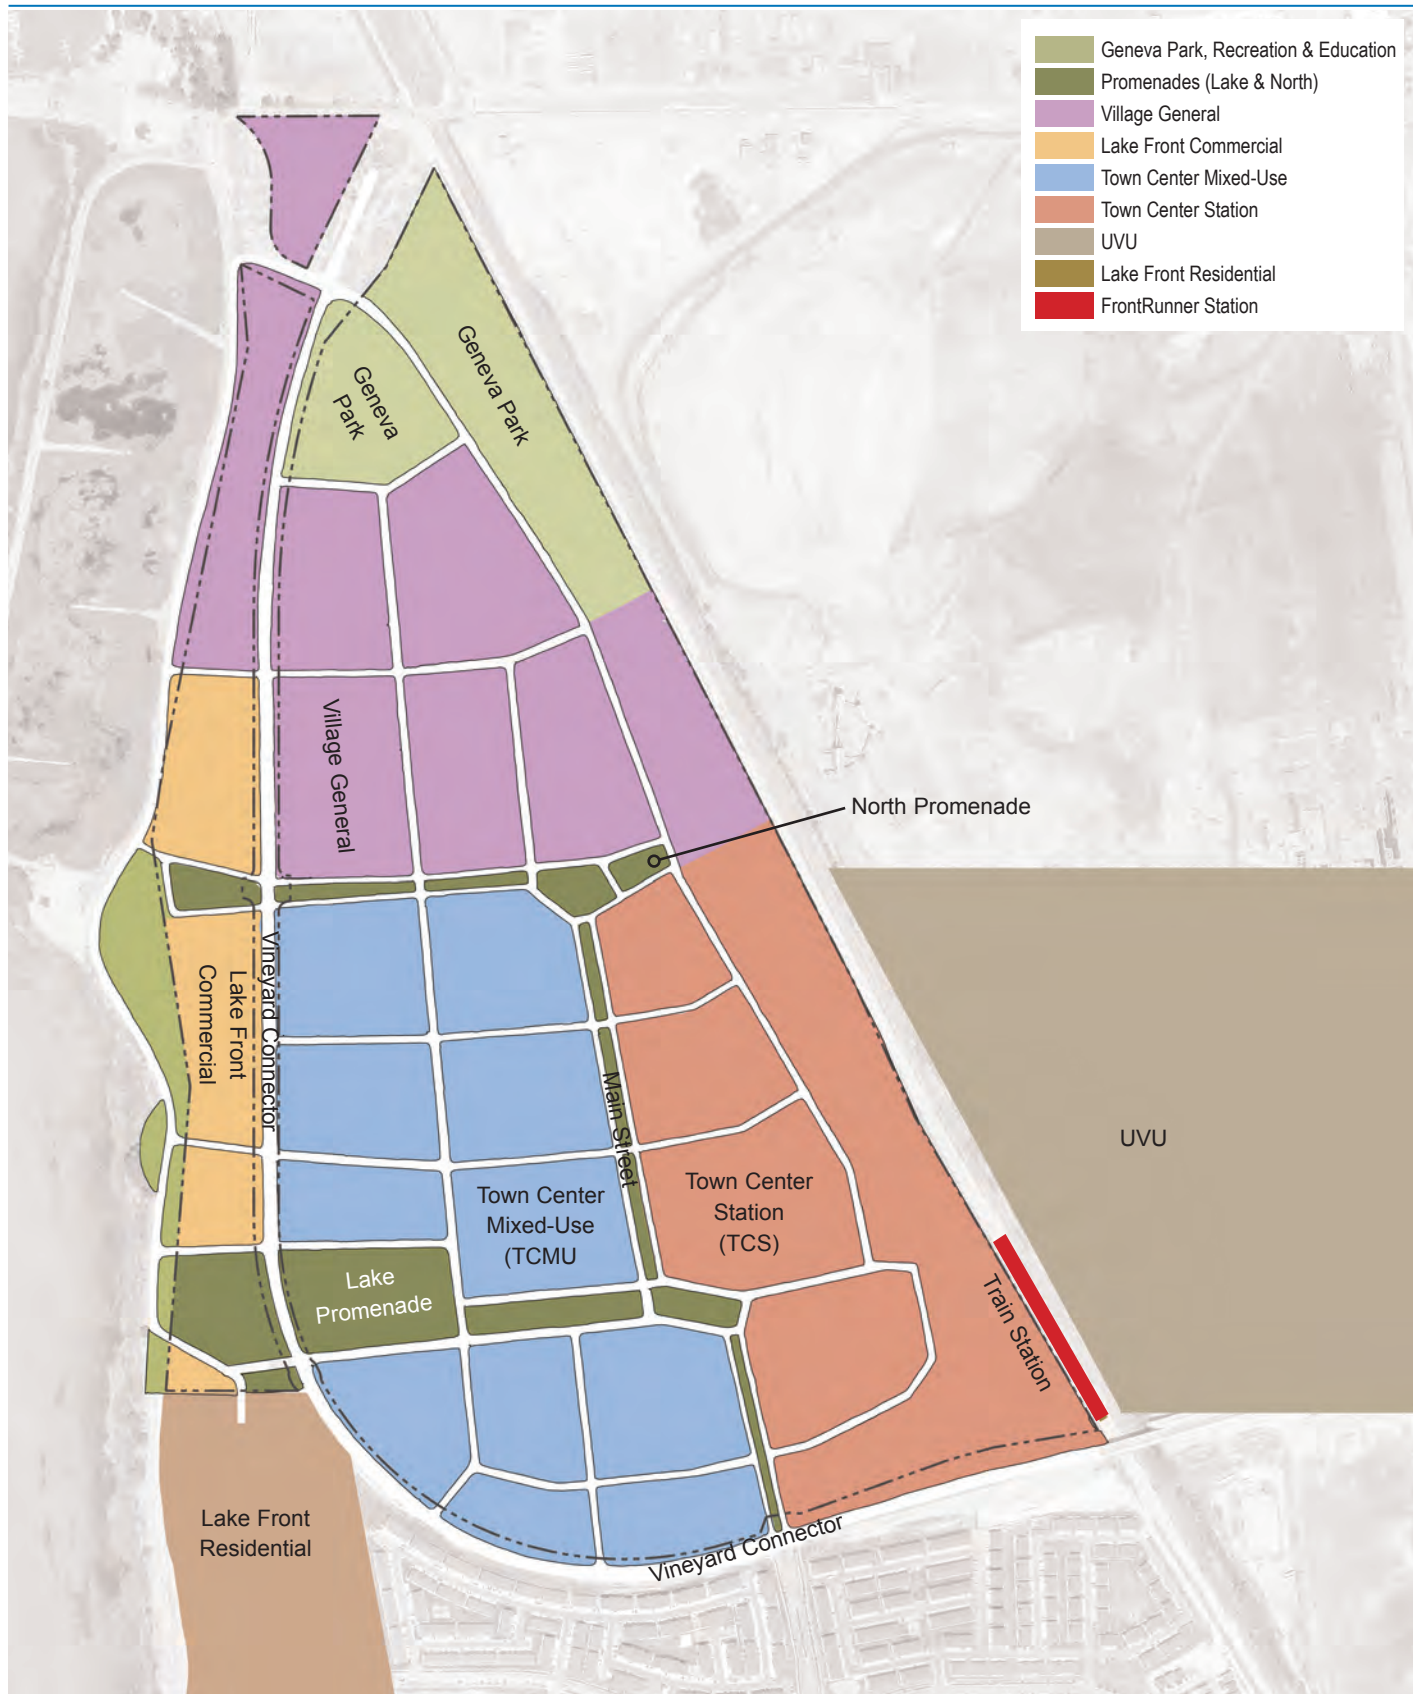 Geneva Park, Recreation & Education
Promenades (Lake & North)
Village General
Lake Front Commercial
Town Center Mixed-Use
Town Center Station
UVU
Lake Front Residential
FrontRunner Station
Geneva Park
Geneva
Park
Village General
North Promenade
Lake Front
Commercial
Vineyard Connector
Main Street
UVU
Town Center
Mixed-Use
(TCMU
Town Center
Station
(TCS)
Lake
Promenade
Train Station
Lake Front
Residential
Vineyard Connector